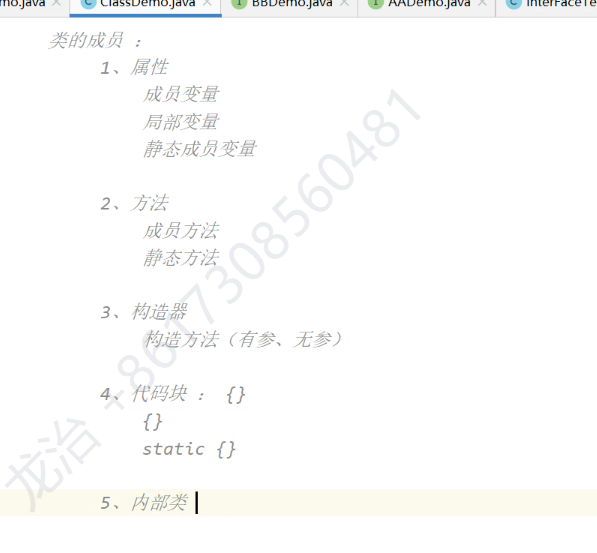 mo.java × ClassDemo.java × I BBDemo.java × I AADemo.java × C InterFaceTe
类的成员 ：
1、属性
成员变量
局部变量
静态成员变量
2、方法
成员方法
静态方法
3、构造器
构造方法（有参、无参）
4、代码块 ： {}
{}
static {}
5、内部类
龙治 +8617308560481